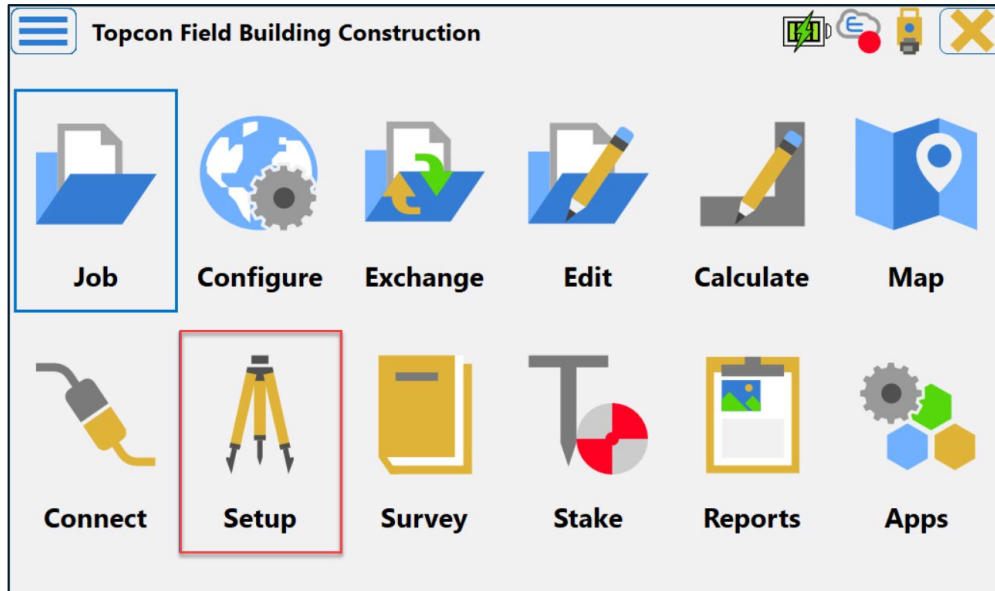 Topcon Field Building Construction
Job Configure Exchange Edit Calculate Map
Connect Setup Survey Stake Reports Apps